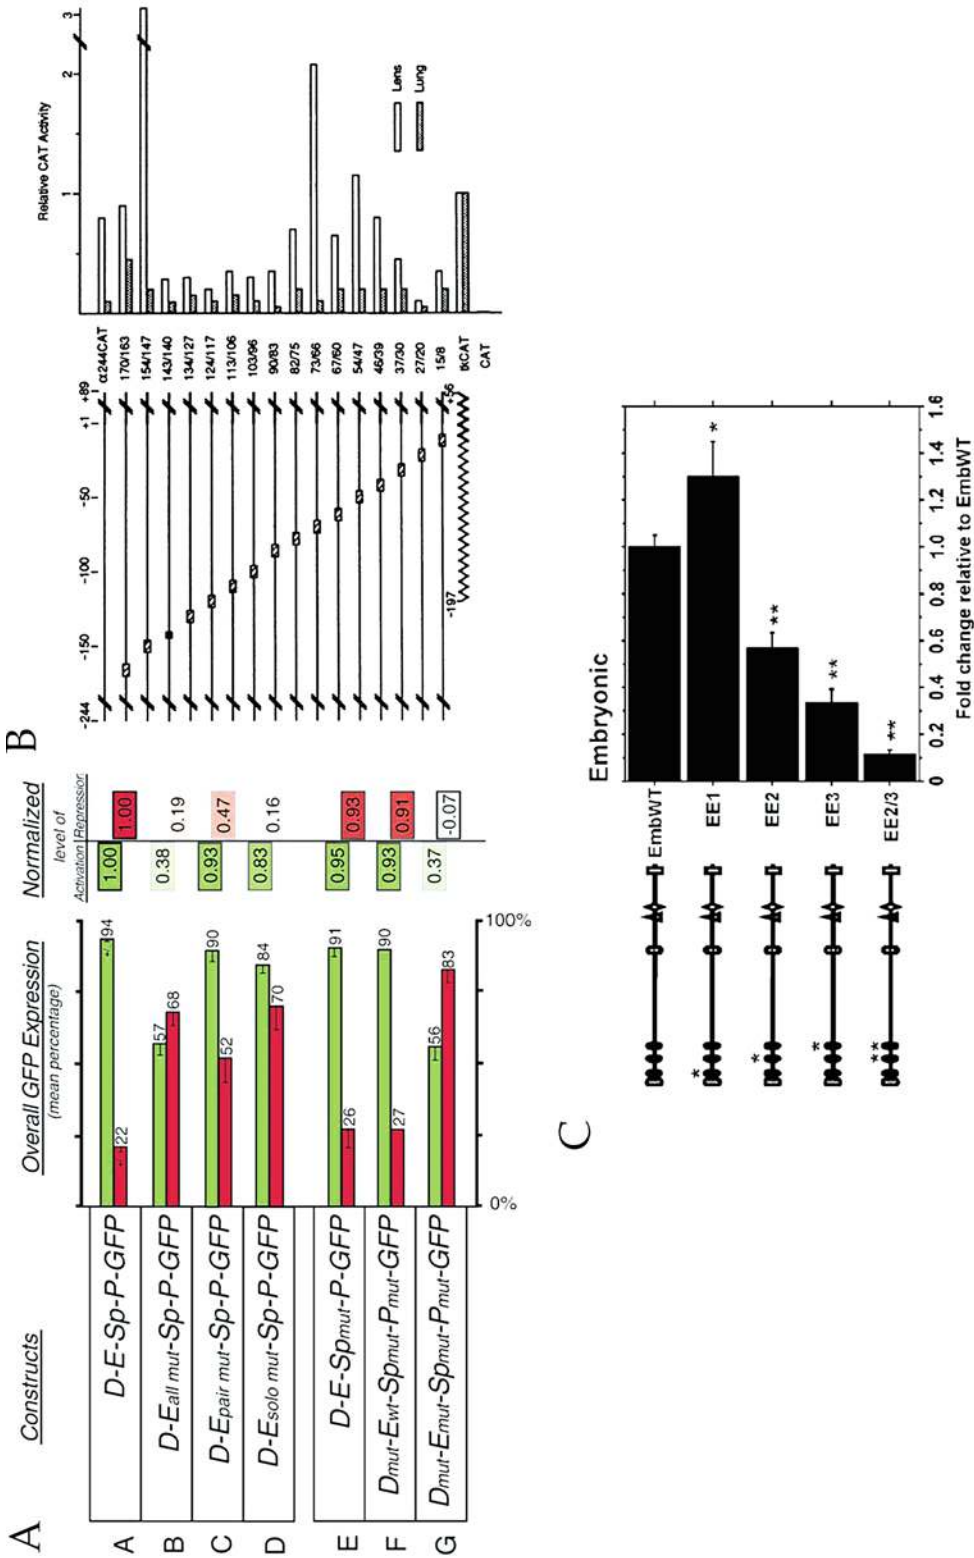 A
Constructs
Overall GFP Expression
(mean percentage)
Normalized
level of
Activation
Repression
A
D-E-Sp-P-GFP
94
22
1.00
1.00
B
D-Eall mut-Sp-P-GFP
57
68
0.38
0.19
C
D-Epair mut-Sp-P-GFP
90
52
0.93
0.47
D
D-Esolo mut-Sp-P-GFP
84
70
0.83
0.16
E
D-E-Spmut-P-GFP
91
26
0.95
0.93
F
Dmut-Ewt-Spmut-Pmut-GFP
90
27
0.93
0.91
G
Dmut-Emut-Spmut-Pmut-GFP
56
83
0.37
-0.07
0%
100%
B
-244
-150
-100
-50
+1
+89
Relative CAT Activity
1
2
3
α244CAT
170/163
154/147
143/140
134/127
124/117
113/106
103/96
90/83
82/75
73/66
67/60
54/47
46/39
37/30
27/20
15/8
-197
+56
tkCAT
CAT
Lens
Lung
C
Embryonic
EmbWT
* EE1 *
* EE2 **
* EE3 **
** EE2/3 **
0 0.2 0.4 0.6 0.8 1.0 1.2 1.4 1.6
Fold change relative to EmbWT